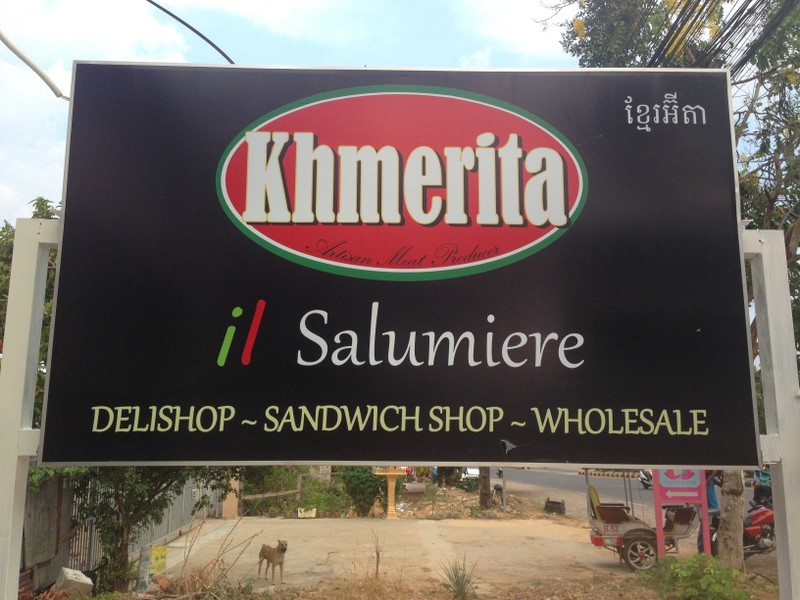 Khmerita
ខ្មែរអ៊ីតា
Artisan Meat Producer
il Salumiere
DELISHOP ~ SANDWICH SHOP ~ WHOLESALE